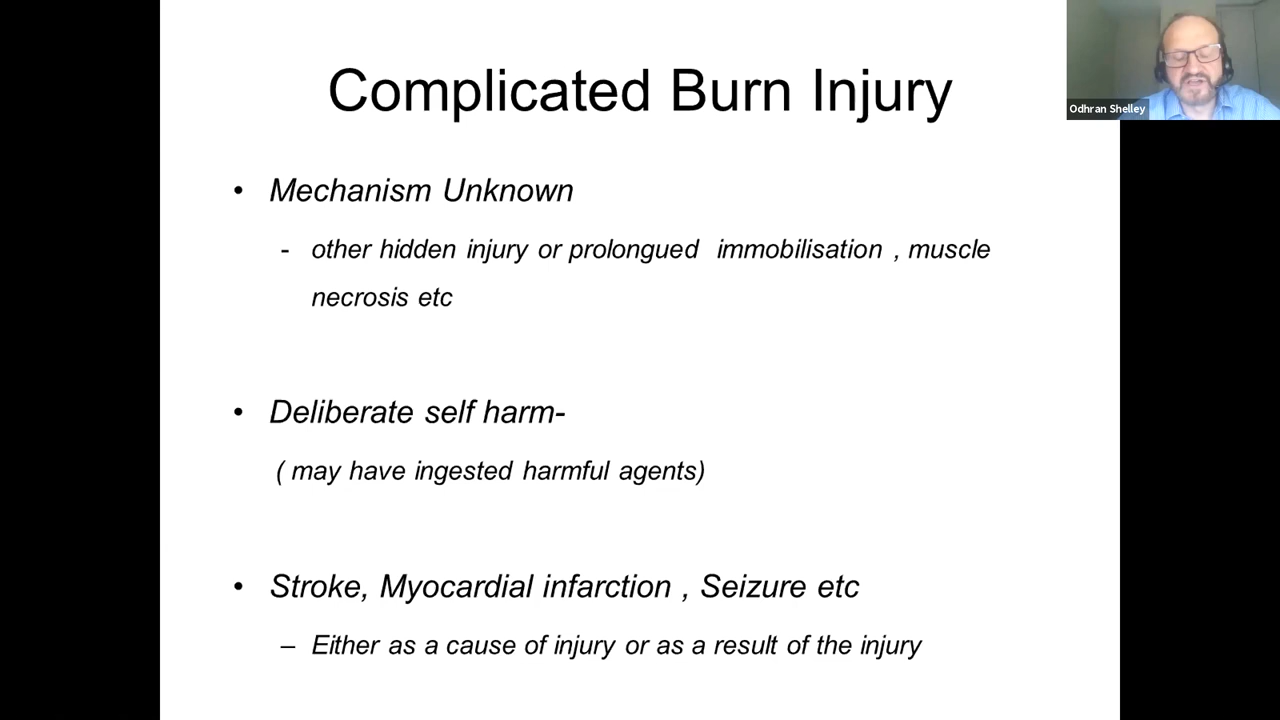 Complicated Burn Injury
Odhran Shelley
• Mechanism Unknown
- other hidden injury or prolongued immobilisation , muscle
necrosis etc
• Deliberate self harm-
( may have ingested harmful agents)
• Stroke, Myocardial infarction , Seizure etc
– Either as a cause of injury or as a result of the injury